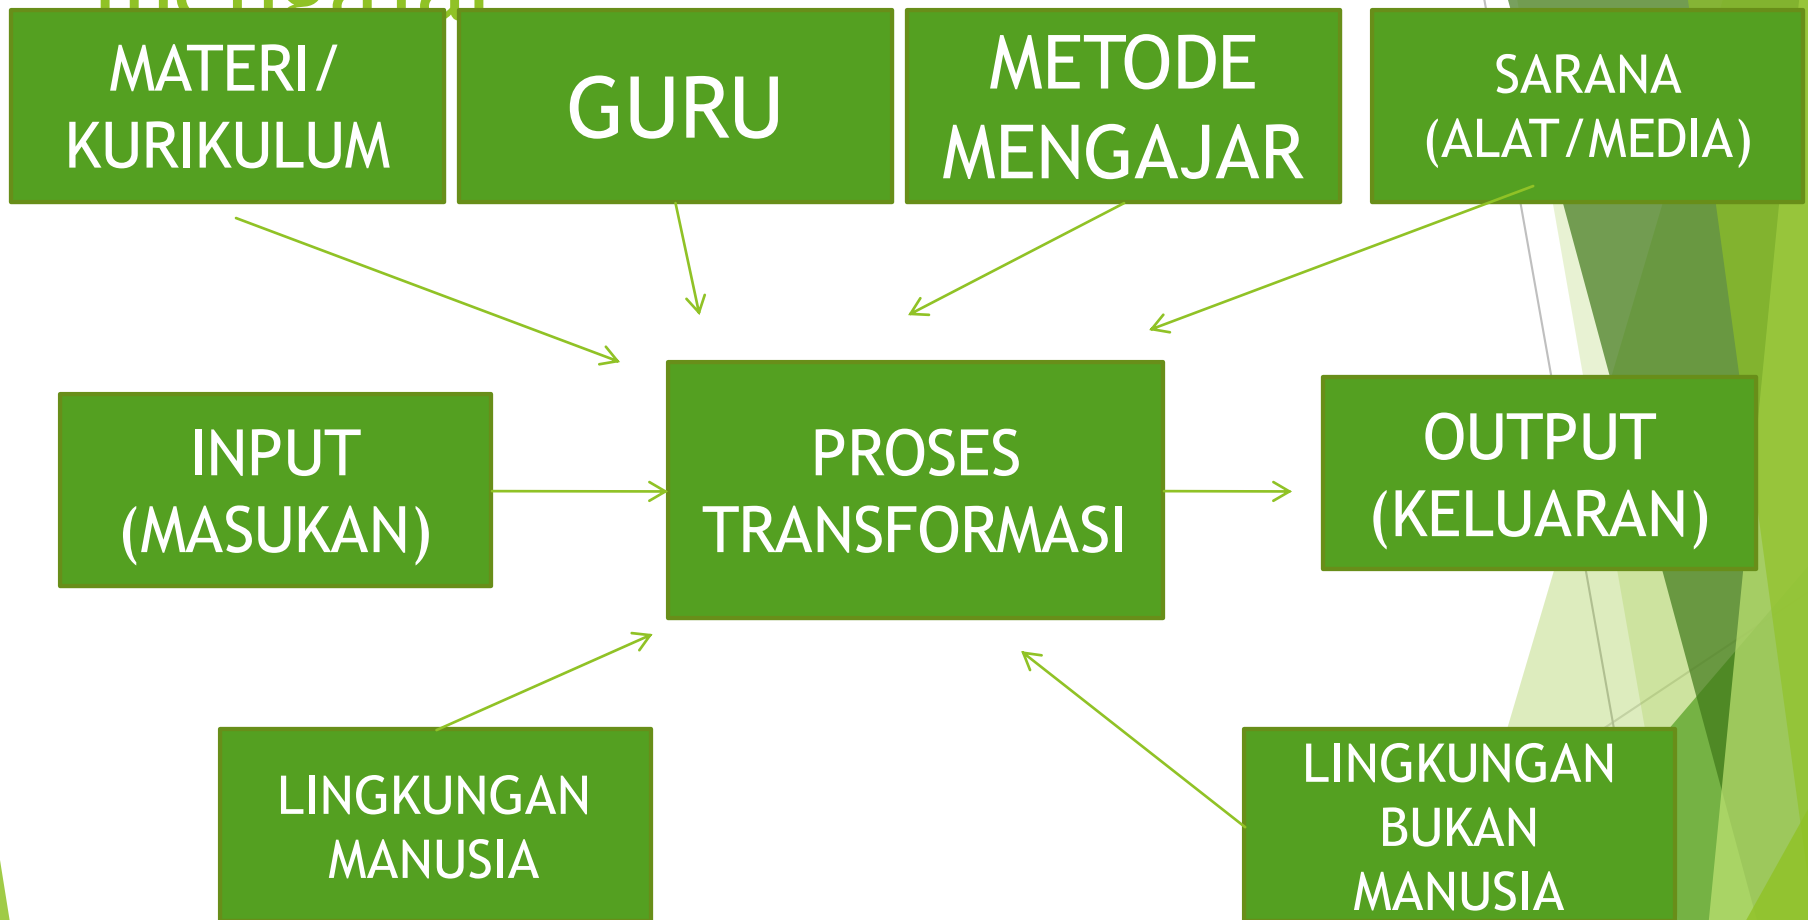 MATERI/
KURIKULUM
GURU
METODE
MENGAJAR
SARANA
(ALAT/MEDIA)
INPUT
(MASUKAN)
PROSES
TRANSFORMASI
OUTPUT
(KELUARAN)
LINGKUNGAN
MANUSIA
LINGKUNGAN
BUKAN
MANUSIA